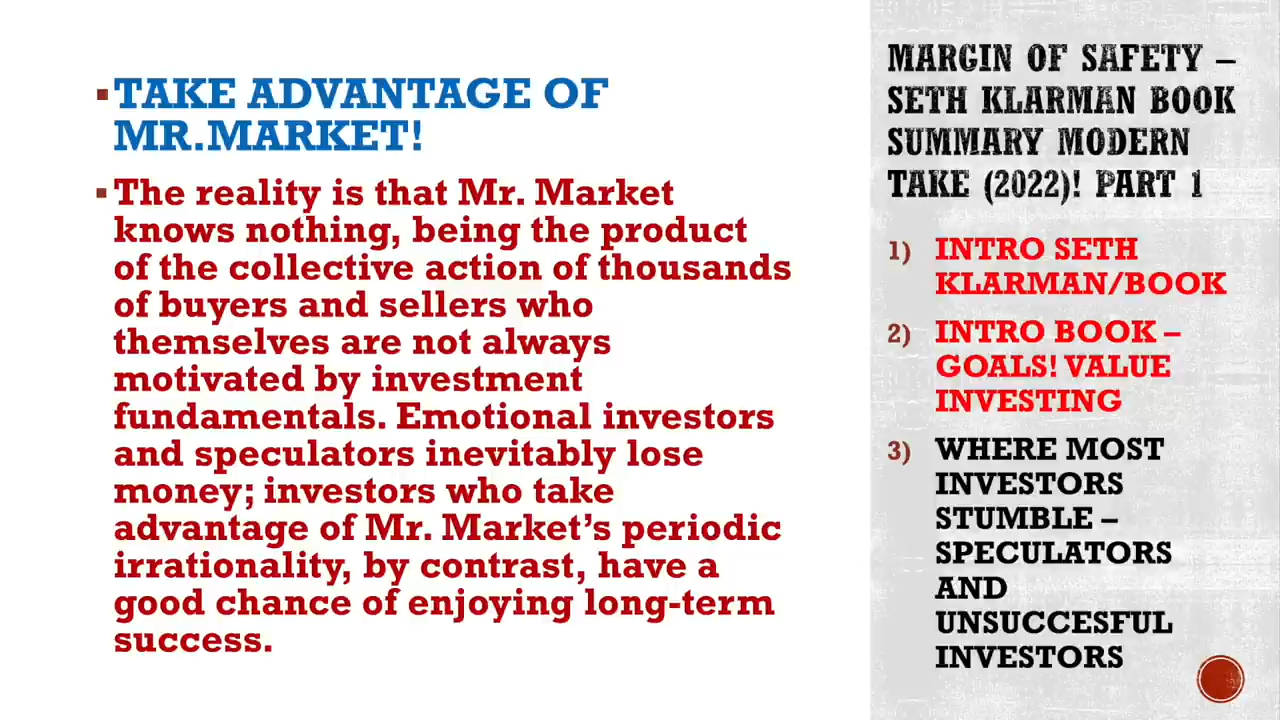 ▪TAKE ADVANTAGE OF
MR.MARKET!
▪The reality is that Mr. Market
knows nothing, being the product
of the collective action of thousands
of buyers and sellers who
themselves are not always
motivated by investment
fundamentals. Emotional investors
and speculators inevitably lose
money; investors who take
advantage of Mr. Market’s periodic
irrationality, by contrast, have a
good chance of enjoying long-term
success.
MARGIN OF SAFETY –
SETH KLARMAN BOOK
SUMMARY MODERN
TAKE (2022)! PART 1
1) INTRO SETH
KLARMAN/BOOK
2) INTRO BOOK –
GOALS! VALUE
INVESTING
3) WHERE MOST
INVESTORS
STUMBLE –
SPECULATORS
AND
UNSUCCESFUL
INVESTORS